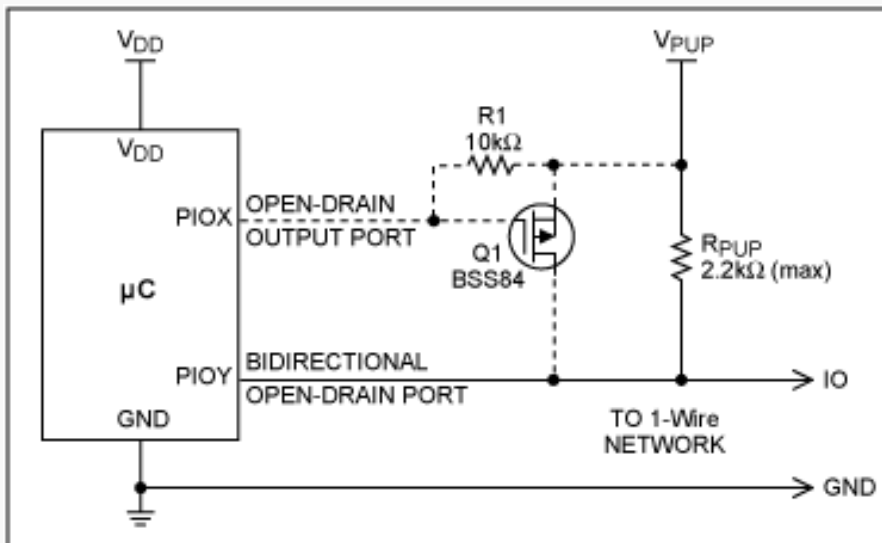 VDD
VPUP
VDD
R1
10kΩ
PIOX
OPEN-DRAIN
OUTPUT PORT
Q1
BSS84
RPUP
2.2kΩ (max)
µC
PIOY
BIDIRECTIONAL
OPEN-DRAIN PORT
IO
GND
TO 1-Wire
NETWORK
GND